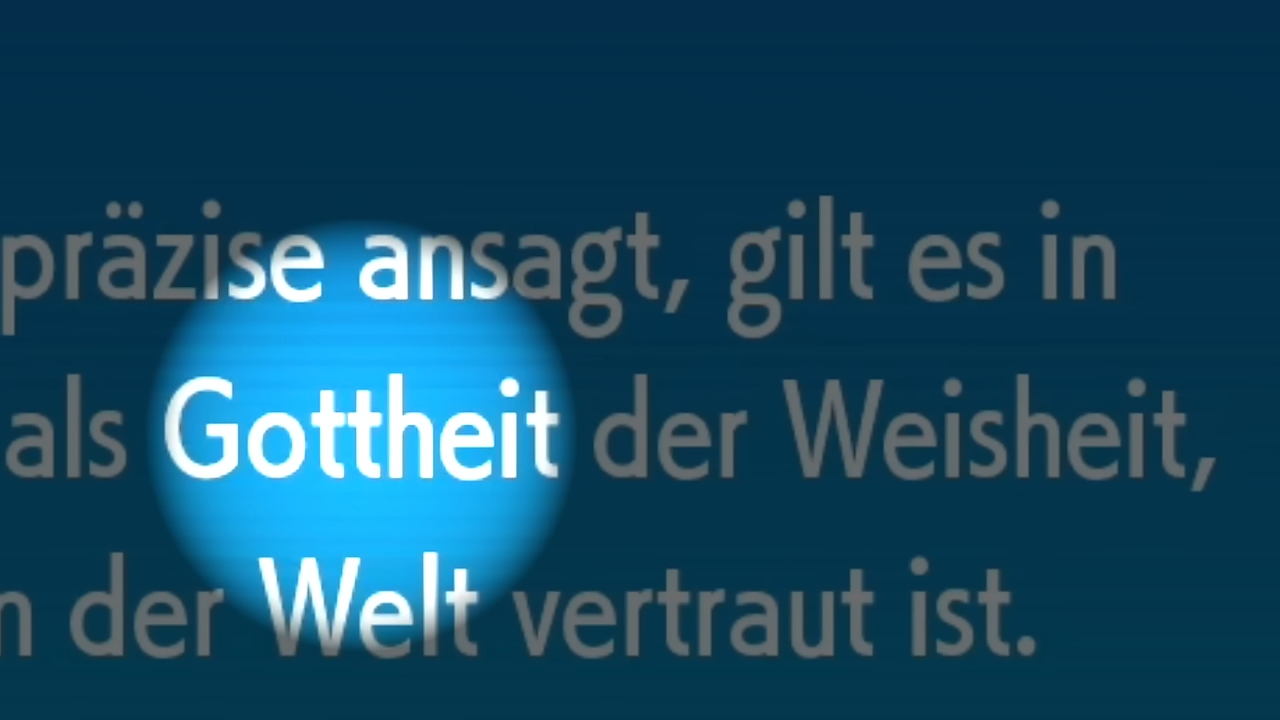 präzise ansagt, gilt es in
als Gottheit der Weisheit,
der Welt vertraut ist.